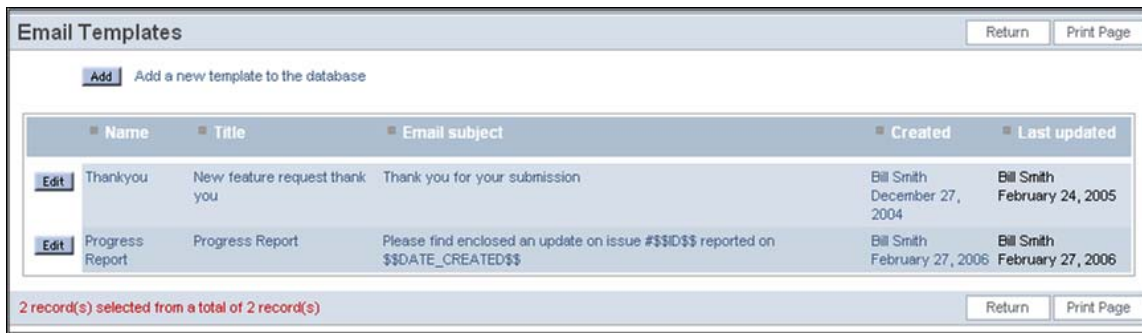 Email Templates Return Print Page
Add Add a new template to the database
Name Title Email subject Created Last updated
Edit Thankyou New feature request thank Thank you for your submission Bill Smith Bill Smith
you December 27, February 24, 2005
2004
Edit Progress Progress Report Please find enclosed an update on issue #$$ID$$ reported on Bill Smith Bill Smith
Report $$DATE_CREATED$$ February 27, 2006 February 27, 2006
2 record(s) selected from a total of 2 record(s) Return Print Page